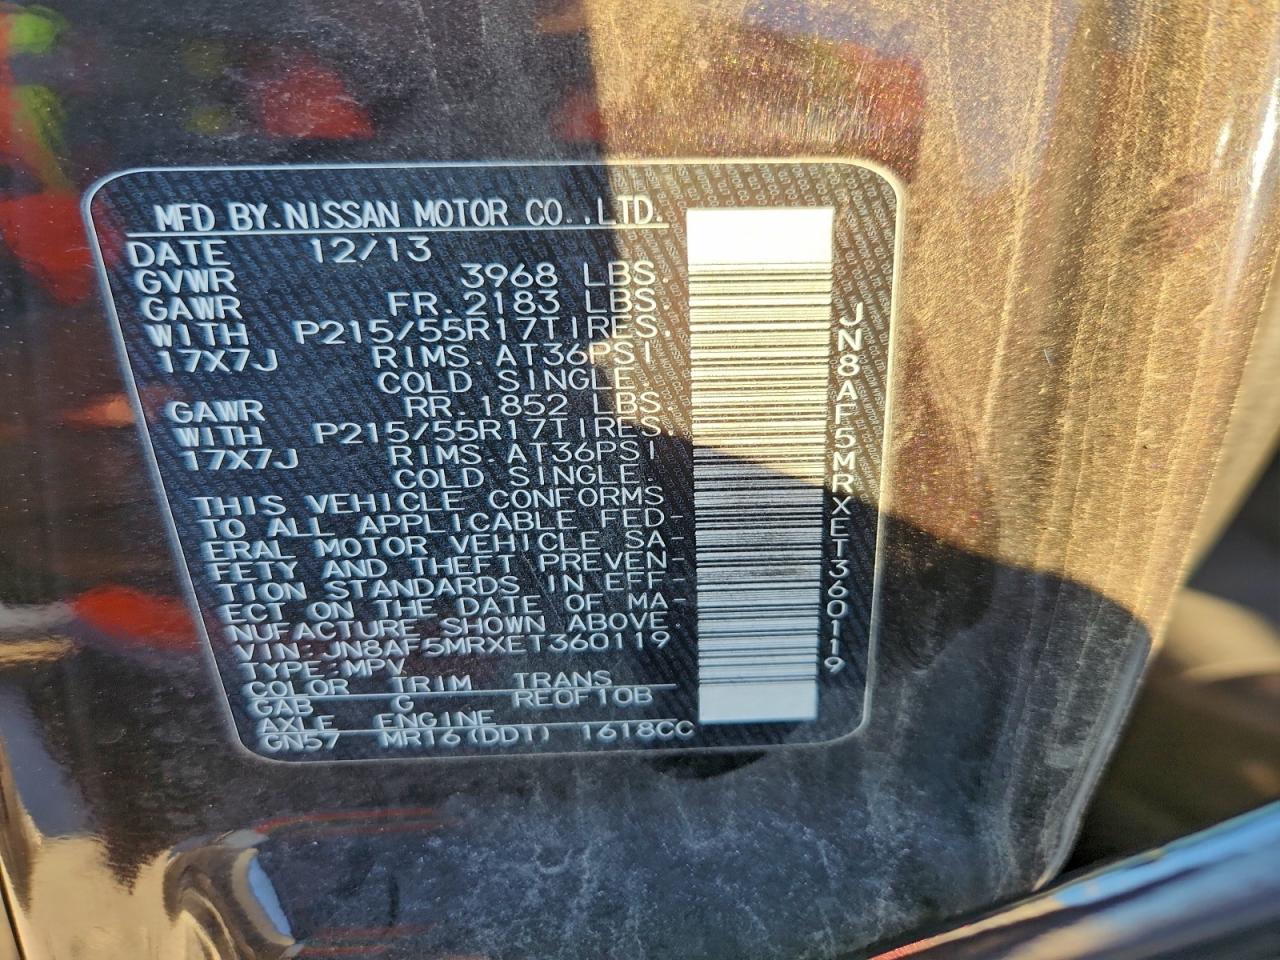 MFD BY.NISSAN MOTOR CO.,LTD.
DATE 12/13
GVWR 3968 LBS.
GAWR FR.2183 LBS.
WITH P215/55R17TIRES.
17X7J RIMS AT36PSI
COLD SINGLE.
GAWR RR.1852 LBS.
WITH P215/55R17TIRES.
17X7J RIMS AT36PSI
COLD SINGLE.
THIS VEHICLE CONFORMS
TO ALL APPLICABLE FED-
ERAL MOTOR VEHICLE SA-
FETY AND THEFT PREVEN-
TION STANDARDS IN EFF-
ECT ON THE DATE OF MA-
NUFACTURE SHOWN ABOVE.
VIN:JN8AF5MRXET360119
TYPE:MPV
COLOR TRIM TRANS
GAB G RE0F10B
AXLE ENGINE
GN57 MR16(DDT) 1618CC
JN8AF5MRXET360119